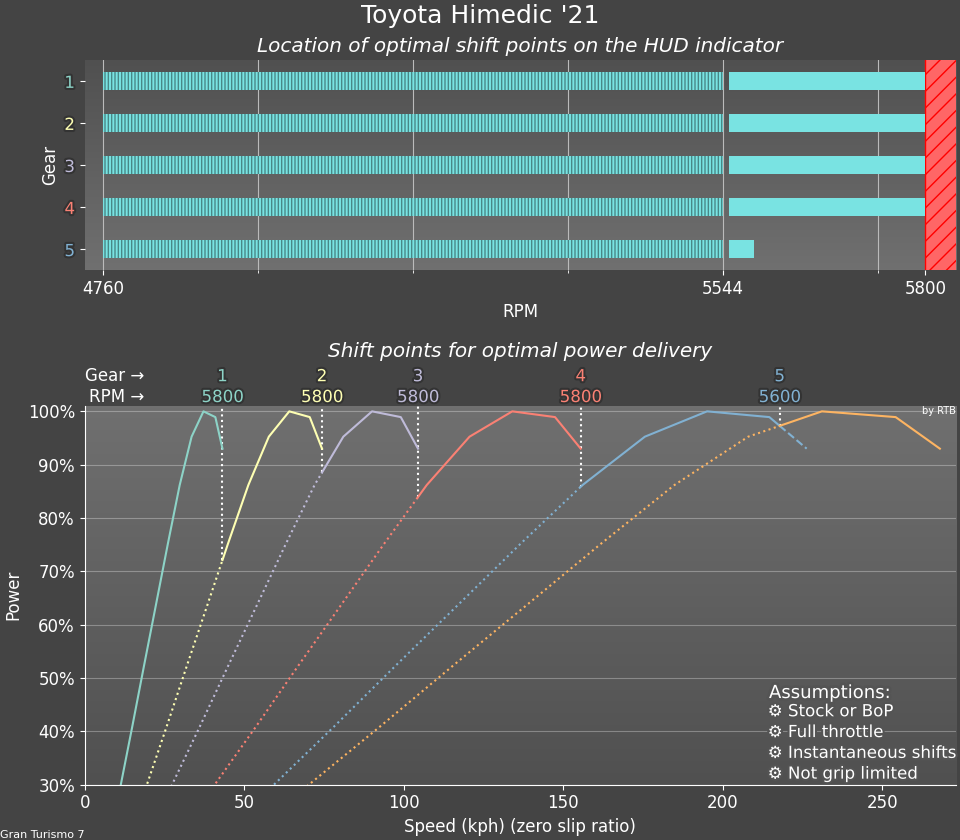 Toyota Himedic '21
Location of optimal shift points on the HUD indicator
Gear
1
2
3
4
5
4760
5544
5800
RPM
Shift points for optimal power delivery
Gear → 1 2 3 4 5
RPM → 5800 5800 5800 5800 5600
by RTB
Power
100%
90%
80%
70%
60%
50%
40%
30%
Assumptions:
⚙ Stock or BoP
⚙ Full throttle
⚙ Instantaneous shifts
⚙ Not grip limited
0 50 100 150 200 250
Speed (kph) (zero slip ratio)
Gran Turismo 7